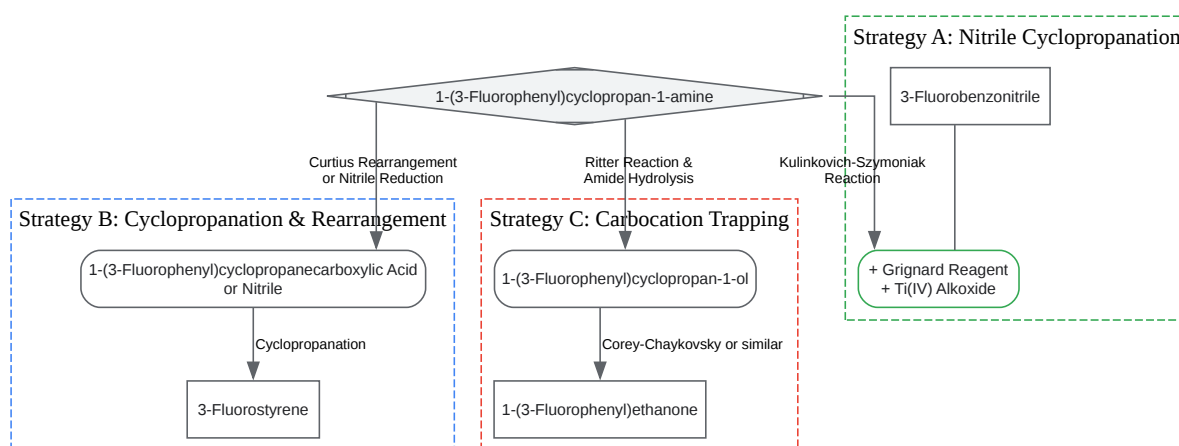 Strategy A: Nitrile Cyclopropanation
1-(3-Fluorophenyl)cyclopropan-1-amine
3-Fluorobenzonitrile
Curtius Rearrangement
or Nitrile Reduction
Ritter Reaction &
Amide Hydrolysis
Kulinkovich-Szymoniak
Reaction
Strategy B: Cyclopropanation & Rearrangement
Strategy C: Carbocation Trapping
1-(3-Fluorophenyl)cyclopropanecarboxylic Acid
or Nitrile
1-(3-Fluorophenyl)cyclopropan-1-ol
+ Grignard Reagent
+ Ti(IV) Alkoxide
Cyclopropanation
Corey-Chaykovsky or similar
3-Fluorostyrene
1-(3-Fluorophenyl)ethanone